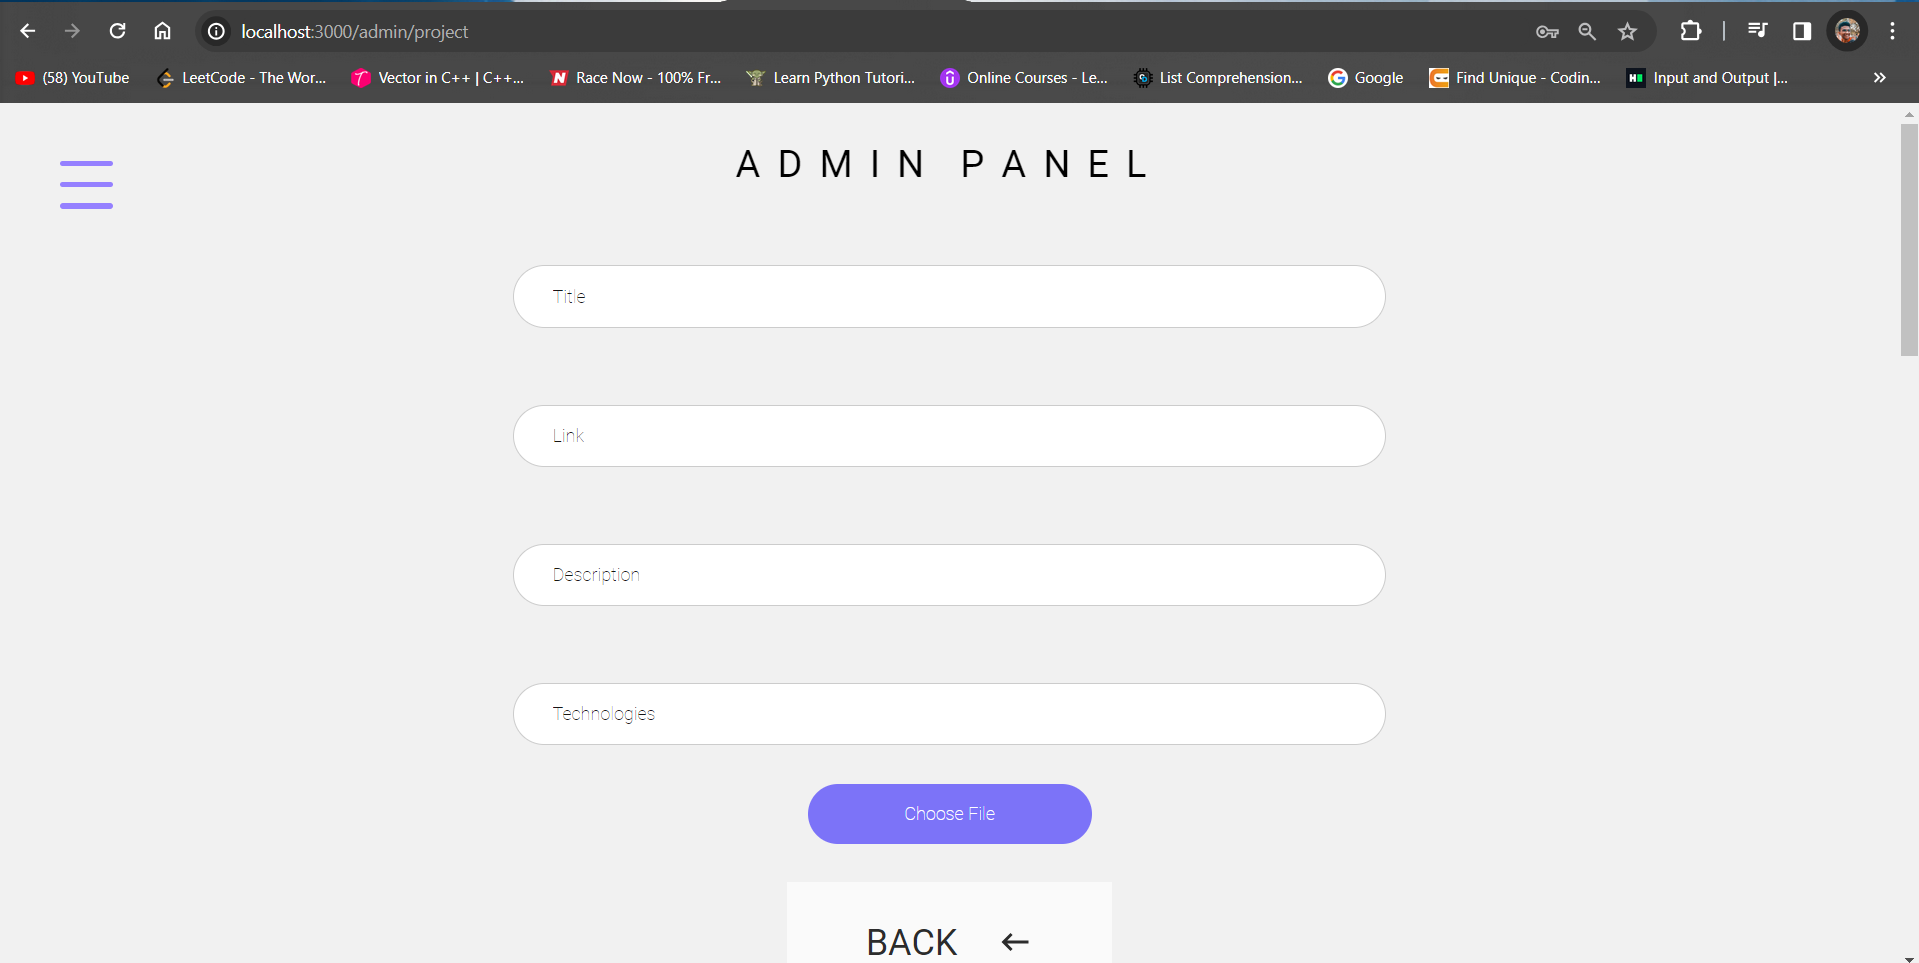 localhost:3000/admin/project
(58) YouTube LeetCode - The Wor... Vector in C++ | C++... Race Now - 100% Fr... Learn Python Tutori... Online Courses - Le... List Comprehension... Google Find Unique - Codin... Input and Output |...
ADMIN PANEL
Title
Link
Description
Technologies
Choose File
BACK